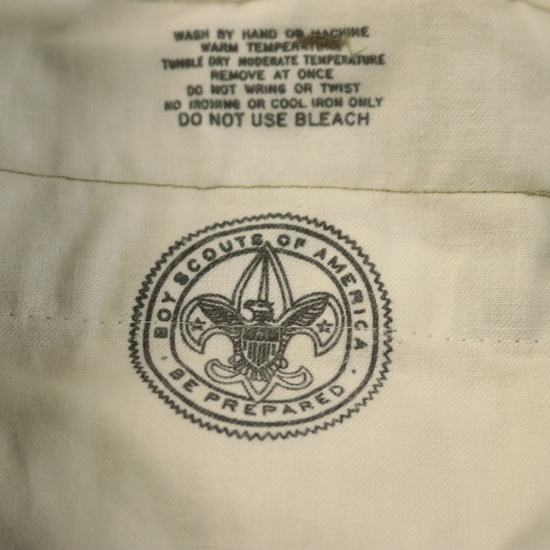 WASH BY HAND OR MACHINE
WARM TEMPERATURE
TUMBLE DRY MODERATE TEMPERATURE
REMOVE AT ONCE
DO NOT WRING OR TWIST
NO IRONING OR COOL IRON ONLY
DO NOT USE BLEACH
BOY SCOUTS OF AMERICA
· BE PREPARED ·